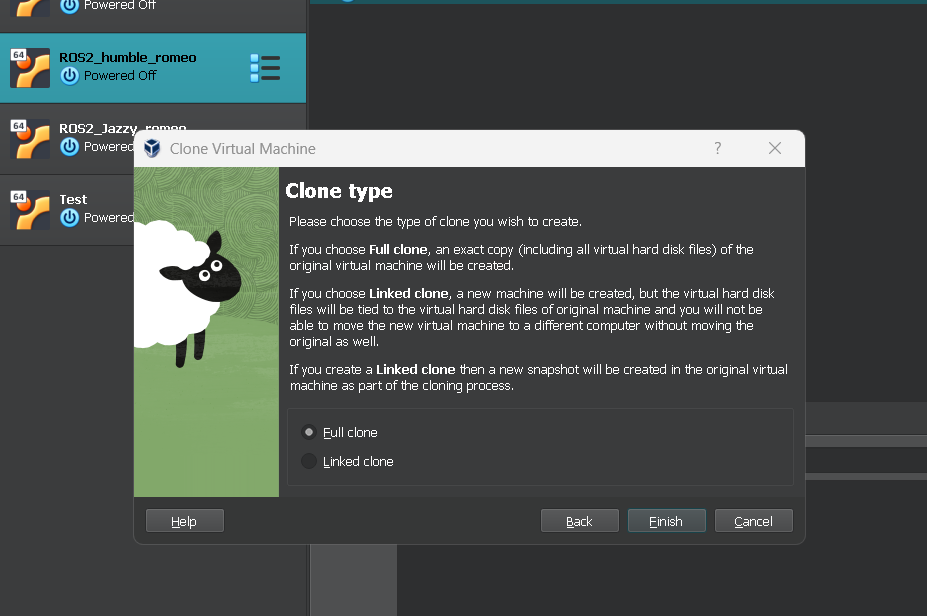 Powered Off
64
ROS2_humble_romeo
Powered Off
64
ROS2_Jazzy_romeo
Powered
64
Test
Powered
Clone Virtual Machine
?
Clone type
Please choose the type of clone you wish to create.
If you choose Full clone, an exact copy (including all virtual hard disk files) of the
original virtual machine will be created.
If you choose Linked clone, a new machine will be created, but the virtual hard disk
files will be tied to the virtual hard disk files of original machine and you will not be
able to move the new virtual machine to a different computer without moving the
original as well.
If you create a Linked clone then a new snapshot will be created in the original virtual
machine as part of the cloning process.
Full clone
Linked clone
Help
Back
Finish
Cancel